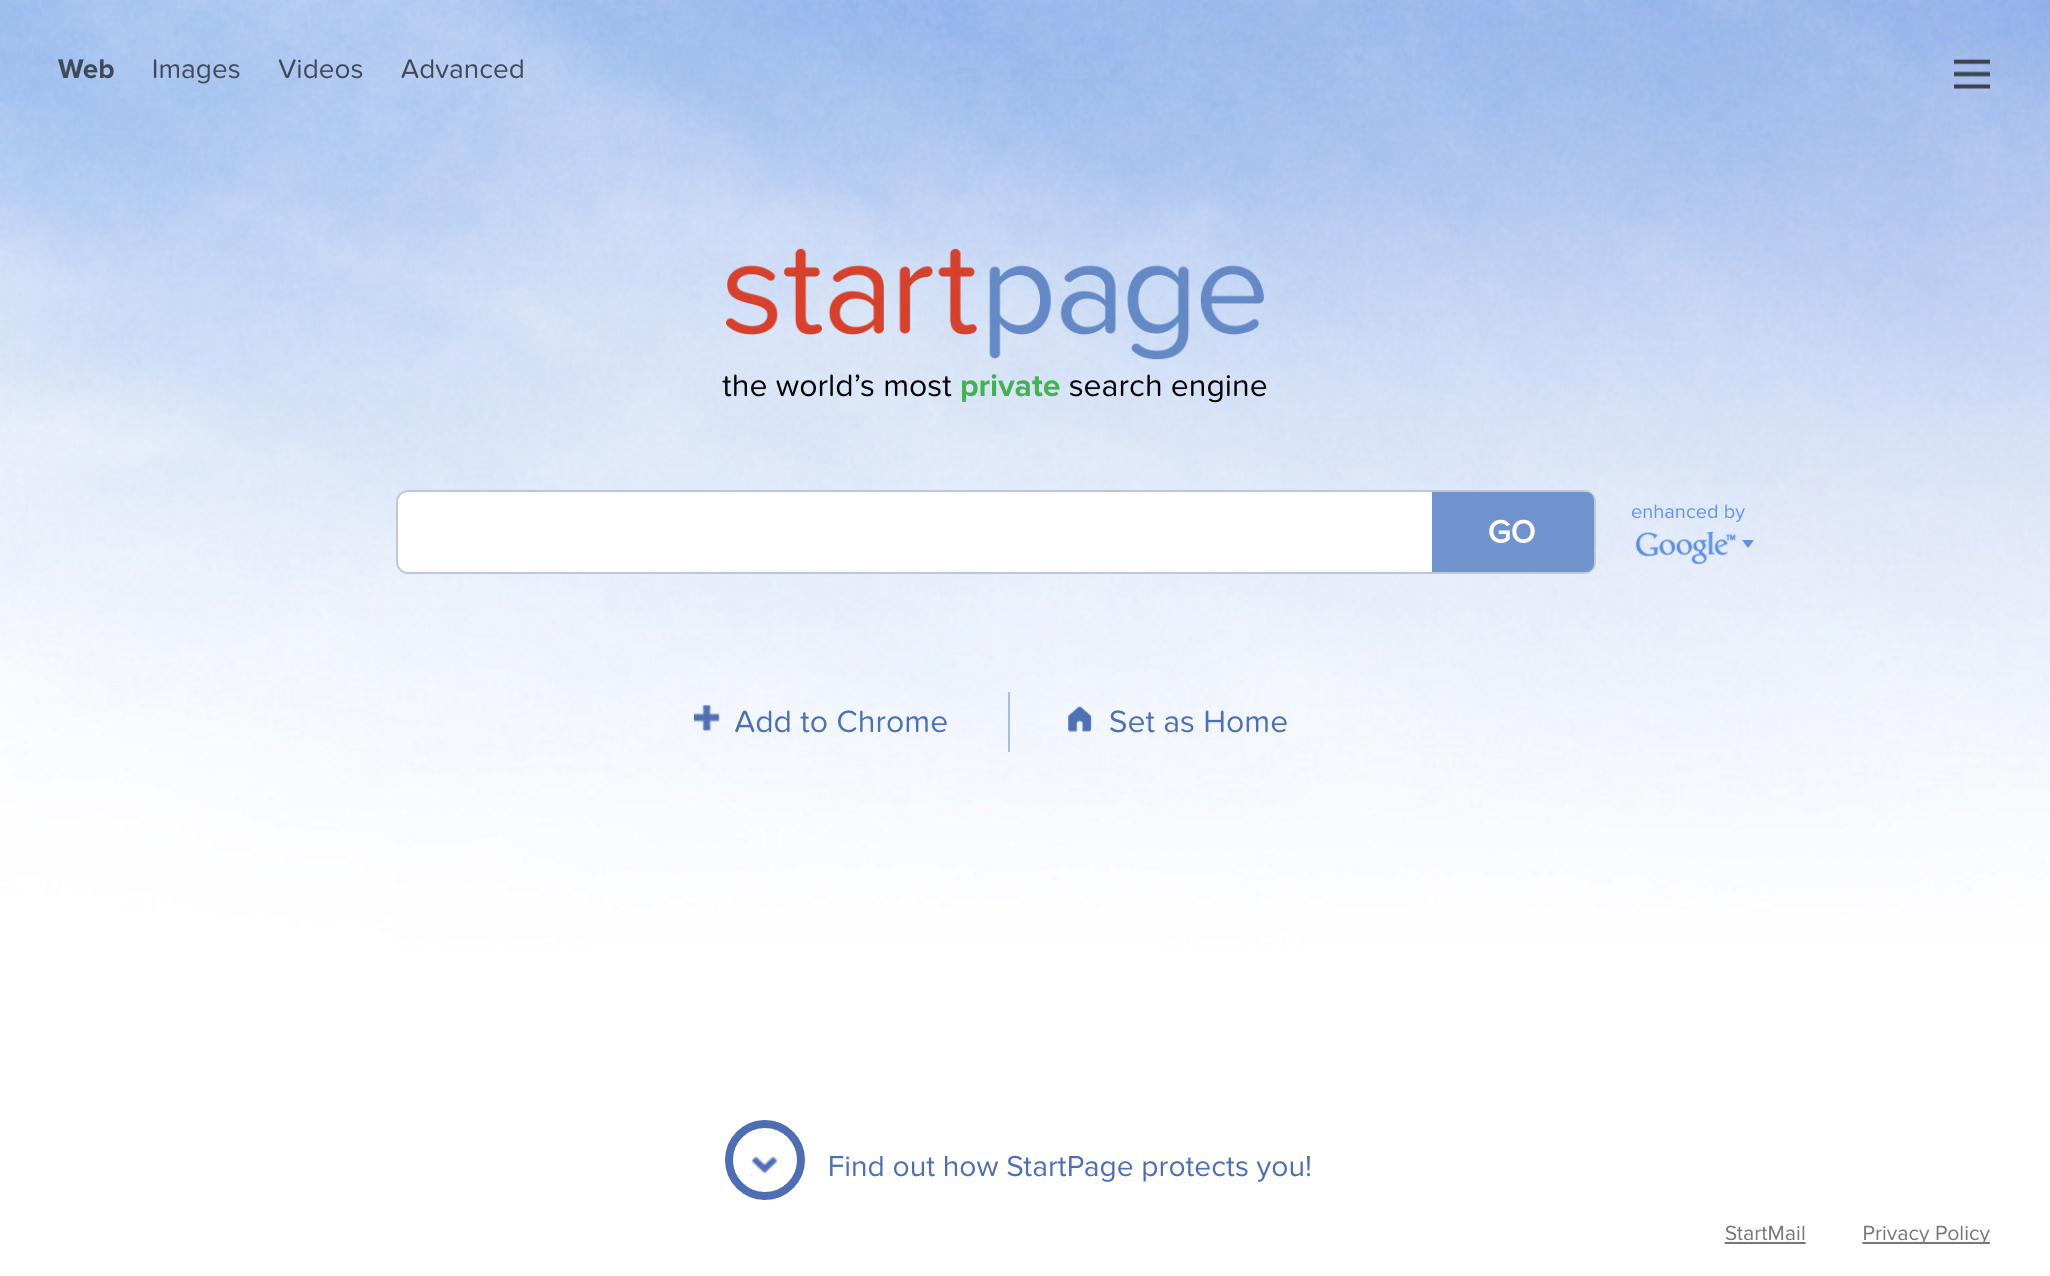 Web Images Videos Advanced
startpage
the world’s most private search engine
GO
enhanced by
Google™
Add to Chrome
Set as Home
Find out how StartPage protects you!
StartMail Privacy Policy